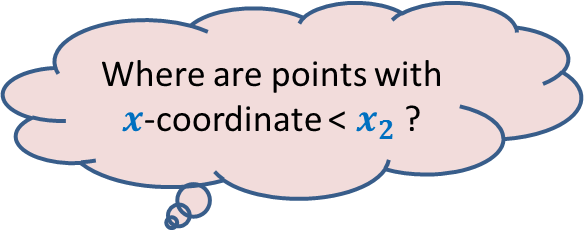 Where are points with
x-coordinate < x₂ ?